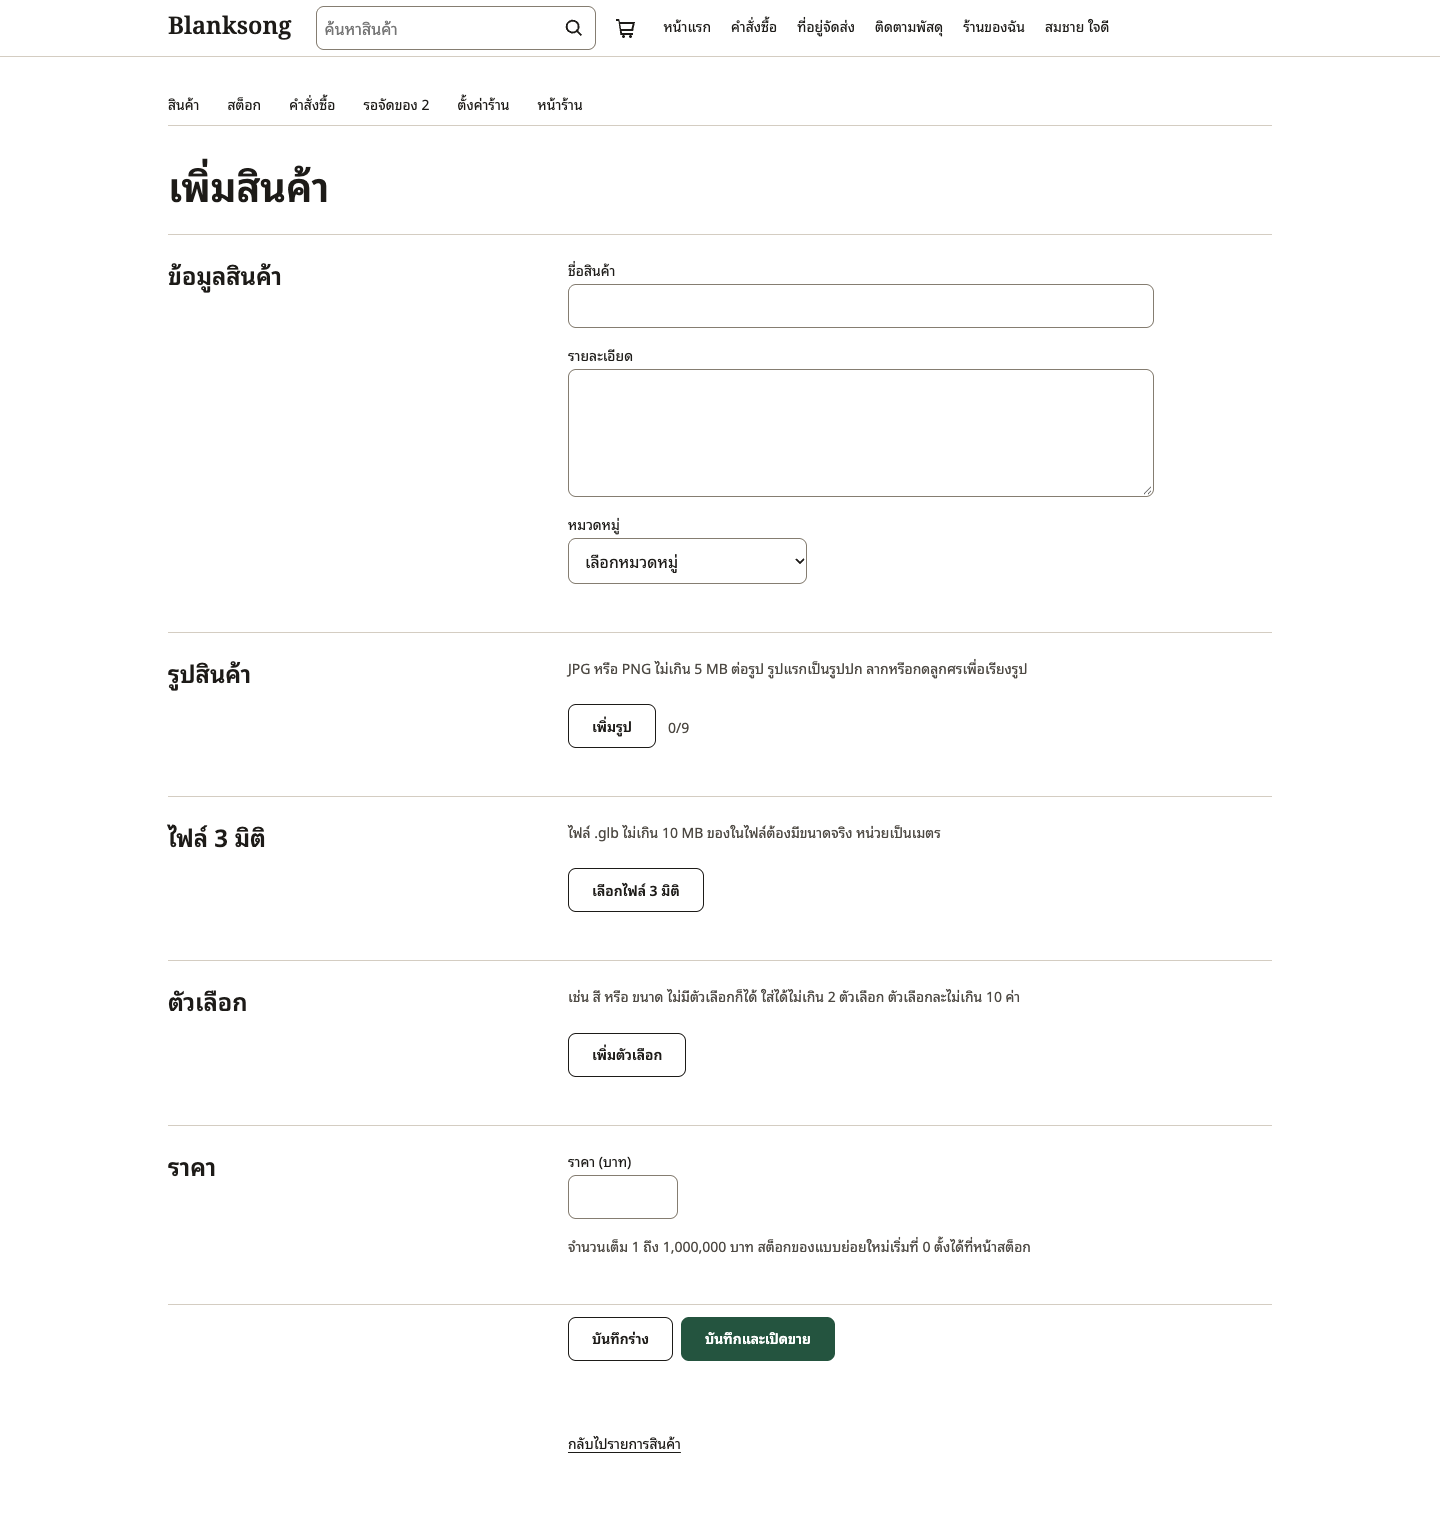 Blanksong
ค้นหาสินค้า
หน้าแรก
คำสั่งซื้อ
ที่อยู่จัดส่ง
ติดตามพัสดุ
ร้านของฉัน
สมชาย ใจดี
สินค้า
สต็อก
คำสั่งซื้อ
รอจัดของ 2
ตั้งค่าร้าน
หน้าร้าน
เพิ่มสินค้า
ข้อมูลสินค้า
ชื่อสินค้า
รายละเอียด
หมวดหมู่
เลือกหมวดหมู่
รูปสินค้า
JPG หรือ PNG ไม่เกิน 5 MB ต่อรูป รูปแรกเป็นรูปปก ลากหรือกดลูกศรเพื่อเรียงรูป
เพิ่มรูป
0/9
ไฟล์ 3 มิติ
ไฟล์ .glb ไม่เกิน 10 MB ของในไฟล์ต้องมีขนาดจริง หน่วยเป็นเมตร
เลือกไฟล์ 3 มิติ
ตัวเลือก
เช่น สี หรือ ขนาด ไม่มีตัวเลือกก็ได้ ใส่ได้ไม่เกิน 2 ตัวเลือก ตัวเลือกละไม่เกิน 10 ค่า
เพิ่มตัวเลือก
ราคา
ราคา (บาท)
จำนวนเต็ม 1 ถึง 1,000,000 บาท สต็อกของแบบย่อยใหม่เริ่มที่ 0 ตั้งได้ที่หน้าสต็อก
บันทึกร่าง
บันทึกและเปิดขาย
กลับไปรายการสินค้า